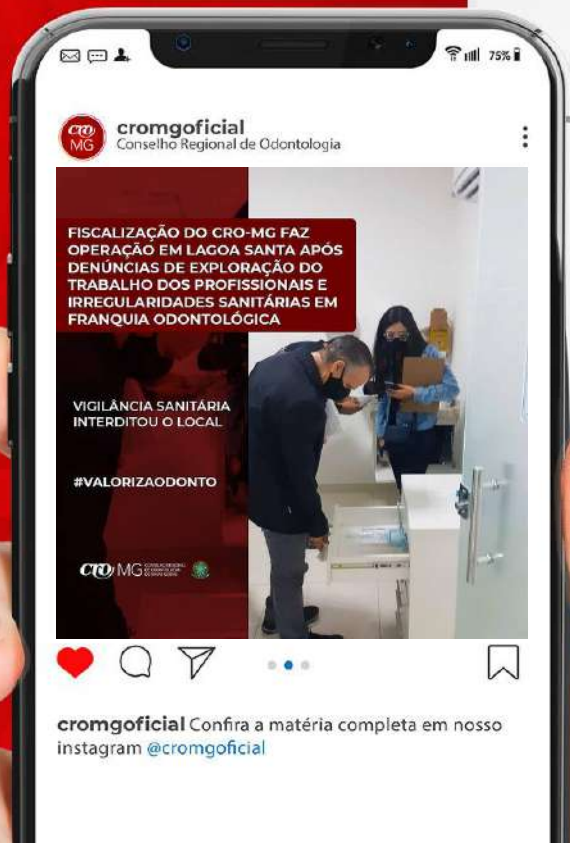 75%
CRO
MG
cromgoficial
Conselho Regional de Odontologia
FISCALIZAÇÃO DO CRO-MG FAZ
OPERAÇÃO EM LAGOA SANTA APÓS
DENÚNCIAS DE EXPLORAÇÃO DO
TRABALHO DOS PROFISSIONAIS E
IRREGULARIDADES SANITÁRIAS EM
FRANQUIA ODONTOLÓGICA
VIGILÂNCIA SANITÁRIA
INTERDITOU O LOCAL
#VALORIZAODONTO
CRO MG
cromgoficial Confira a matéria completa em nosso
instagram @cromgoficial